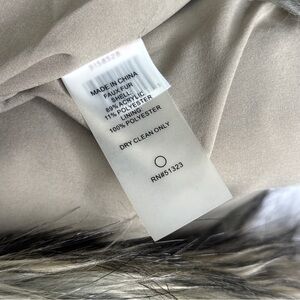 MADE IN CHINA
FAUX FUR
SHELL:
89% ACRYLIC
11% POLYESTER
LINING:
100% POLYESTER
DRY CLEAN ONLY
RN#51323